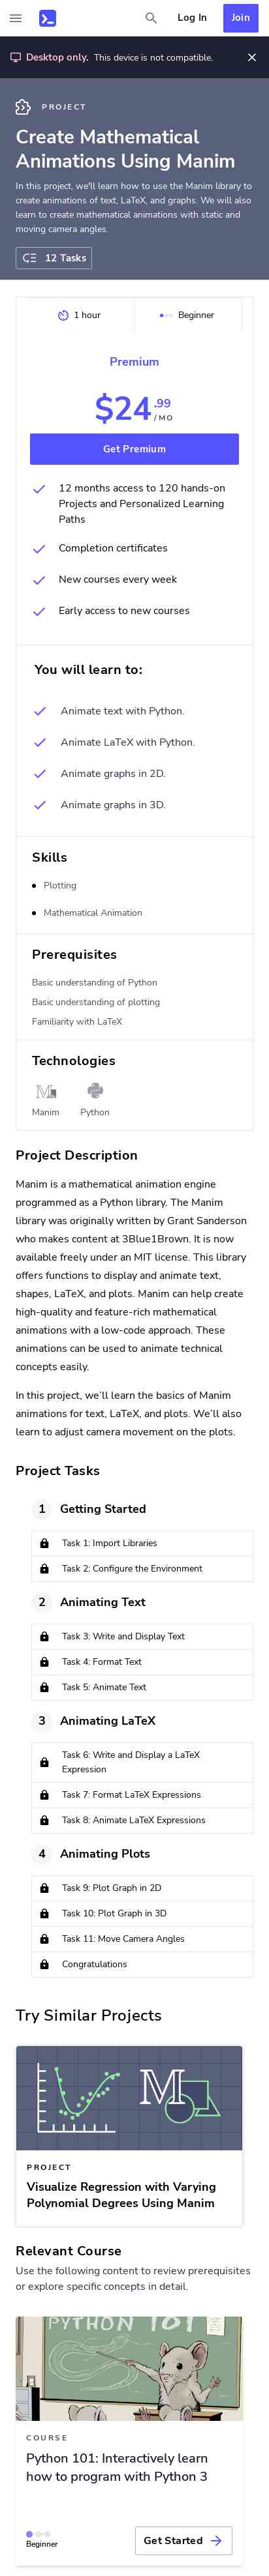 Log In
Join
Desktop only. This device is not compatible.
PROJECT
Create Mathematical
Animations Using Manim
In this project, we'll learn how to use the Manim library to
create animations of text, LaTeX, and graphs. We will also
learn to create mathematical animations with static and
moving camera angles.
12 Tasks
1 hour
Beginner
Premium
$24 .99
/ MO
Get Premium
12 months access to 120 hands-on
Projects and Personalized Learning
Paths
Completion certificates
New courses every week
Early access to new courses
You will learn to:
Animate text with Python.
Animate LaTeX with Python.
Animate graphs in 2D.
Animate graphs in 3D.
Skills
Plotting
Mathematical Animation
Prerequisites
Basic understanding of Python
Basic understanding of plotting
Familiarity with LaTeX
Technologies
Manim
Python
Project Description
Manim is a mathematical animation engine
programmed as a Python library. The Manim
library was originally written by Grant Sanderson
who makes content at 3Blue1Brown. It is now
available freely under an MIT license. This library
offers functions to display and animate text,
shapes, LaTeX, and plots. Manim can help create
high-quality and feature-rich mathematical
animations with a low-code approach. These
animations can be used to animate technical
concepts easily.
In this project, we’ll learn the basics of Manim
animations for text, LaTeX, and plots. We’ll also
learn to adjust camera movement on the plots.
Project Tasks
1 Getting Started
Task 1: Import Libraries
Task 2: Configure the Environment
2 Animating Text
Task 3: Write and Display Text
Task 4: Format Text
Task 5: Animate Text
3 Animating LaTeX
Task 6: Write and Display a LaTeX
Expression
Task 7: Format LaTeX Expressions
Task 8: Animate LaTeX Expressions
4 Animating Plots
Task 9: Plot Graph in 2D
Task 10: Plot Graph in 3D
Task 11: Move Camera Angles
Congratulations
Try Similar Projects
M
PROJECT
Visualize Regression with Varying
Polynomial Degrees Using Manim
Relevant Course
Use the following content to review prerequisites
or explore specific concepts in detail.
COURSE
Python 101: Interactively learn
how to program with Python 3
Beginner
Get Started